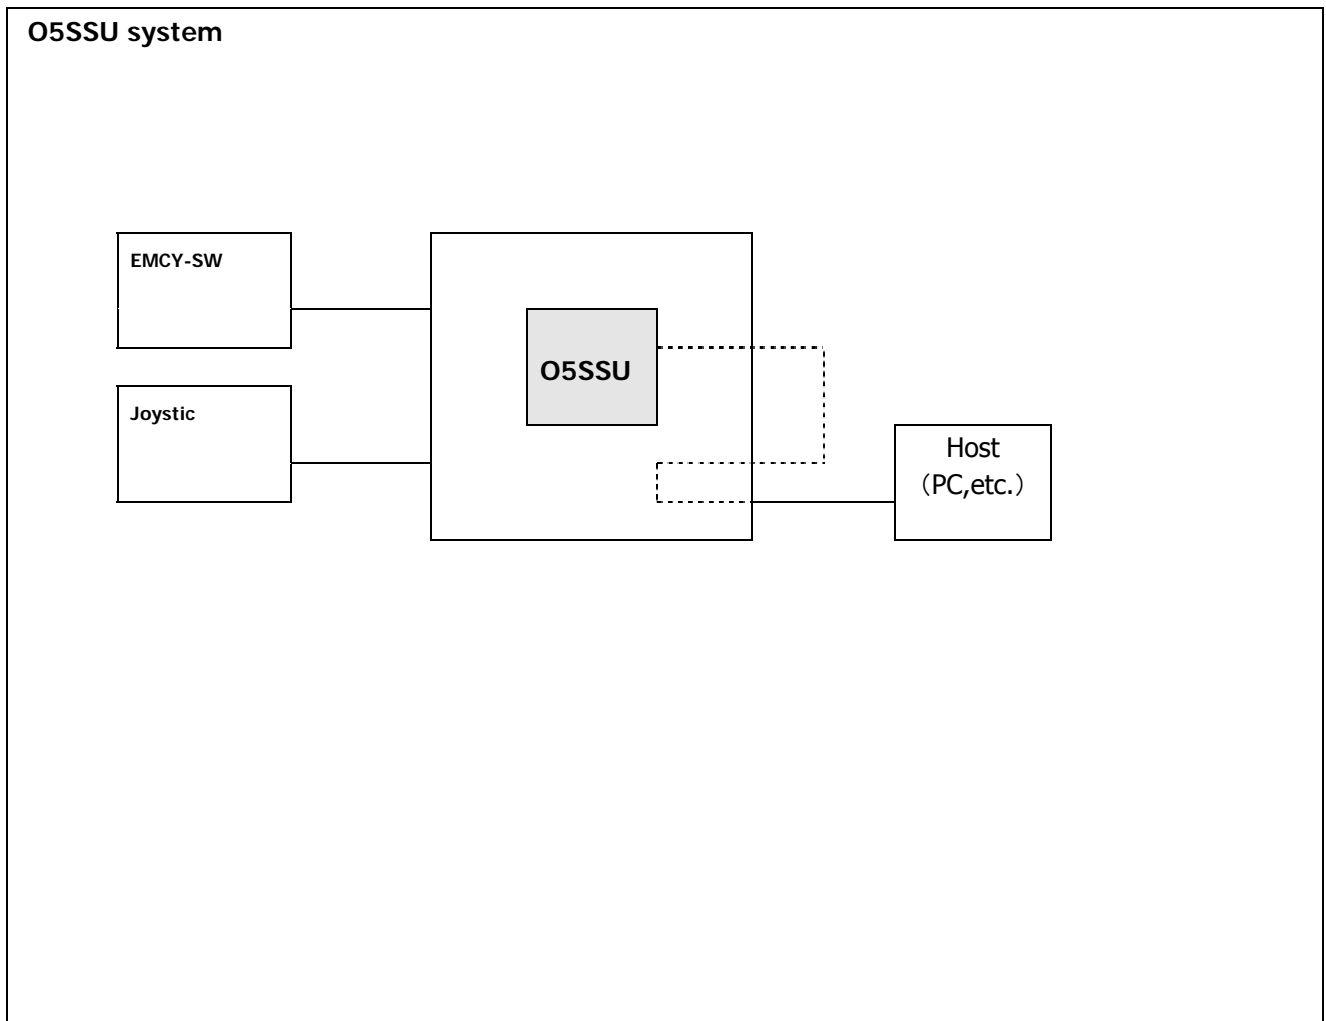 O5SSU system
EMCY-SW
O5SSU
Joystic
Host
（PC,etc.）